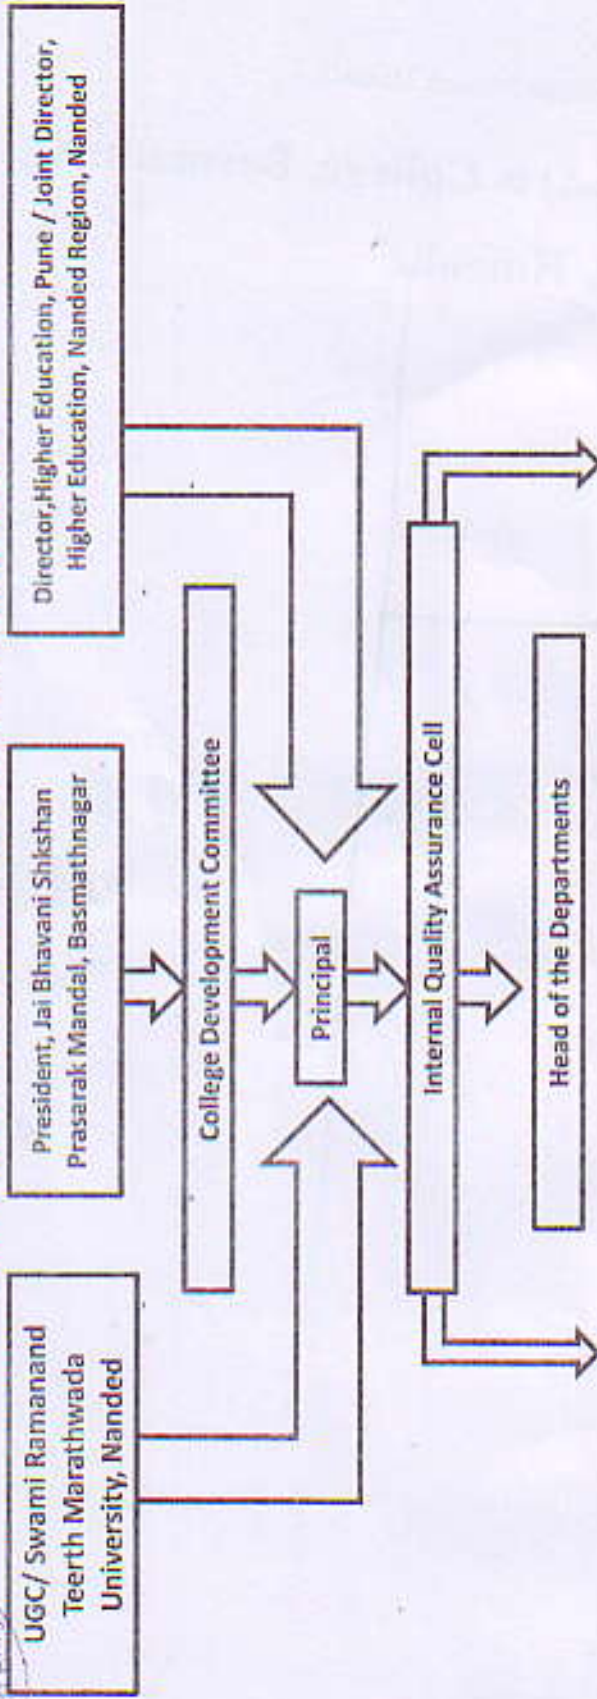 UGC/ Swami Ramanand
Teerth Marathwada
University, Nanded
President, Jai Bhavani Shkshan
Prasarak Mandal, Basmathnagar
Director,Higher Education, Pune / Joint Director,
Higher Education, Nanded Region, Nanded
College Development Committee
Principal
Internal Quality Assurance Cell
Head of the Departments